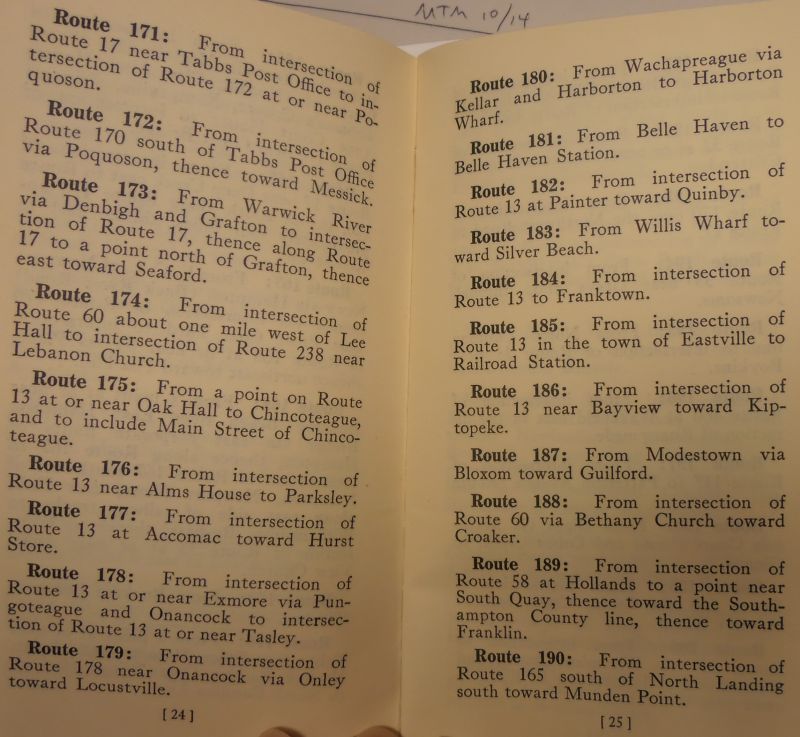 MTM 10/14
Route 171: From intersection of
Route 17 near Tabbs Post Office to in-
tersection of Route 172 at or near Po-
quoson.
Route 172: From intersection of
Route 170 south of Tabbs Post Office
via Poquoson, thence toward Messick.
Route 173: From Warwick River
via Denbigh and Grafton to intersec-
tion of Route 17, thence along Route
17 to a point north of Grafton, thence
east toward Seaford.
Route 174: From intersection of
Route 60 about one mile west of Lee
Hall to intersection of Route 238 near
Lebanon Church.
Route 175: From a point on Route
13 at or near Oak Hall to Chincoteague,
and to include Main Street of Chinco-
teague.
Route 176: From intersection of
Route 13 near Alms House to Parksley.
Route 177: From intersection of
Route 13 at Accomac toward Hurst
Store.
Route 178: From intersection of
Route 13 at or near Exmore via Pun-
goteague and Onancock to intersec-
tion of Route 13 at or near Tasley.
Route 179: From intersection of
Route 178 near Onancock via Onley
toward Locustville.
[ 24 ]
Route 180: From Wachapreague via
Kellar and Harborton to Harborton
Wharf.
Route 181: From Belle Haven to
Belle Haven Station.
Route 182: From intersection of
Route 13 at Painter toward Quinby.
Route 183: From Willis Wharf to-
ward Silver Beach.
Route 184: From intersection of
Route 13 to Franktown.
Route 185: From intersection of
Route 13 in the town of Eastville to
Railroad Station.
Route 186: From intersection of
Route 13 near Bayview toward Kip-
topeke.
Route 187: From Modestown via
Bloxom toward Guilford.
Route 188: From intersection of
Route 60 via Bethany Church toward
Croaker.
Route 189: From intersection of
Route 58 at Hollands to a point near
South Quay, thence toward the South-
ampton County line, thence toward
Franklin.
Route 190: From intersection of
Route 165 south of North Landing
south toward Munden Point.
[ 25 ]